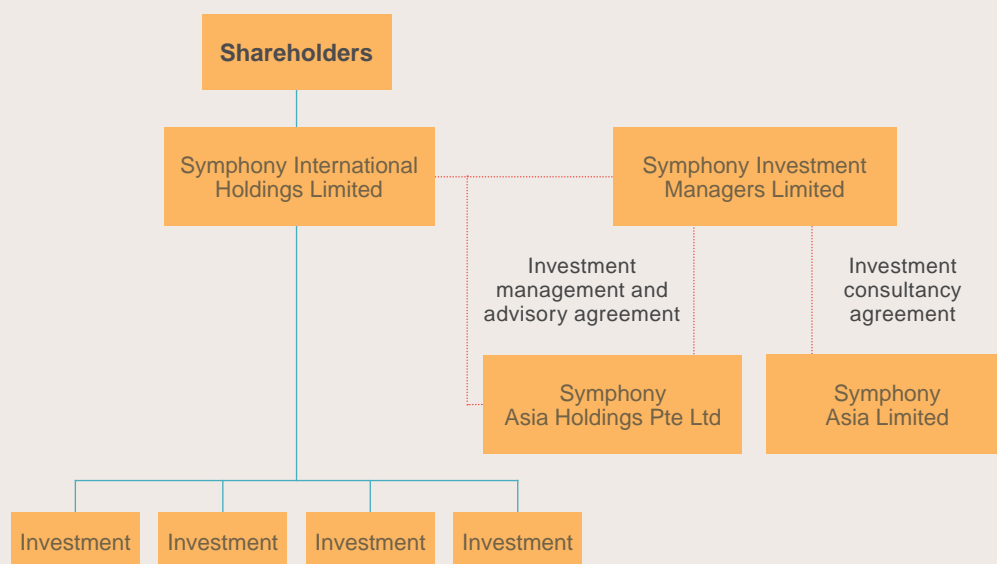 Shareholders
Symphony International
Holdings Limited
Symphony Investment
Managers Limited
Investment
management and
advisory agreement
Investment
consultancy
agreement
Symphony
Asia Holdings Pte Ltd
Symphony
Asia Limited
Investment
Investment
Investment
Investment